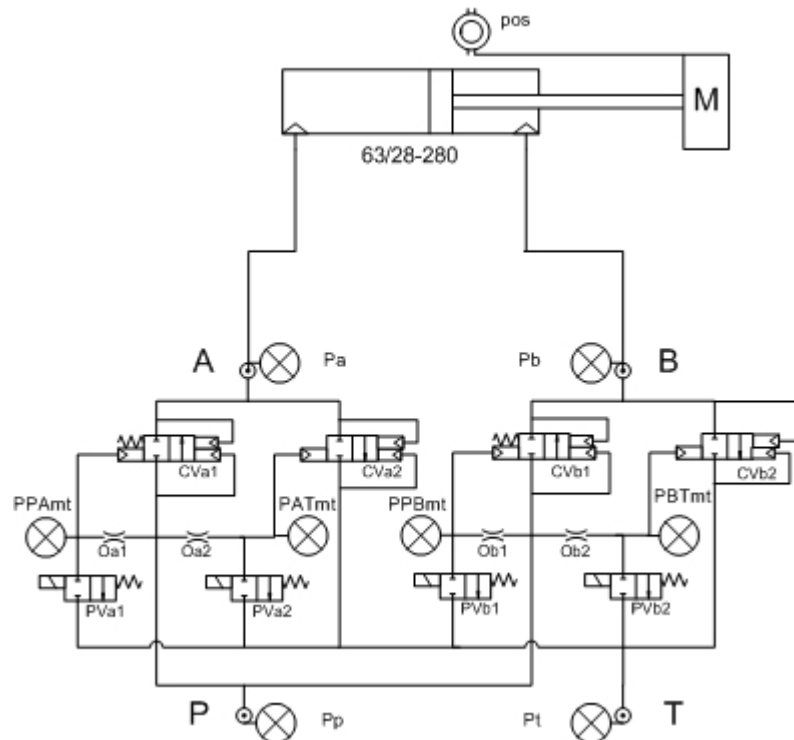 pos
M
63/28-280
A
Pa
Pb
B
CVa1
CVa2
CVb1
CVb2
PPAmt
PATmt
PPBmt
PBTmt
Oa1
Oa2
Ob1
Ob2
PVa1
PVa2
PVb1
PVb2
P
Pp
Pt
T